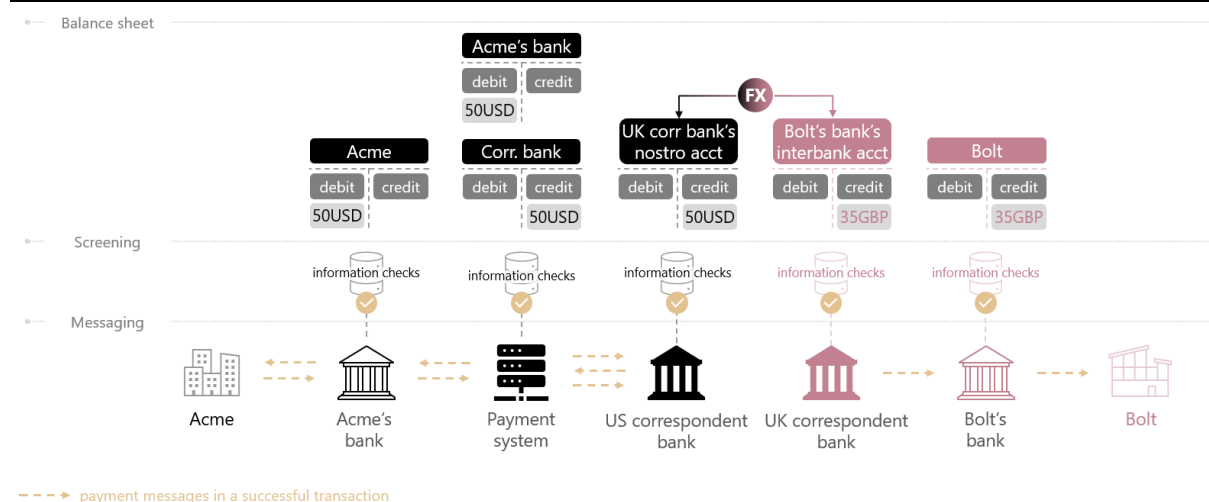 Balance sheet
Acme's bank
debit credit
50USD
FX
UK corr bank's
nostro acct
Bolt's bank's
interbank acct
Acme
Corr. bank
Bolt
debit credit
debit credit
debit credit
debit credit
debit credit
50USD
50USD
50USD
35GBP
35GBP
Screening
information checks
information checks
information checks
information checks
information checks
Messaging
Acme
Acme's
bank
Payment
system
US correspondent
bank
UK correspondent
bank
Bolt's
bank
Bolt
payment messages in a successful transaction